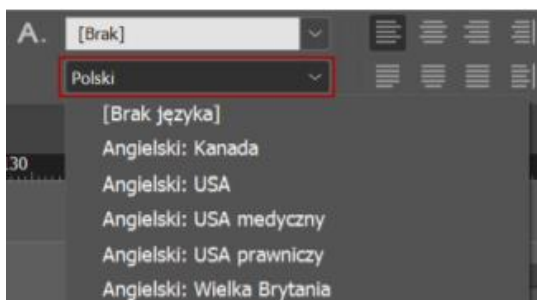 A. [Brak]
Polski
[Brak języka]
Angielski: Kanada
30
Angielski: USA
Angielski: USA medyczny
Angielski: USA prawniczy
Angielski: Wielka Brytania